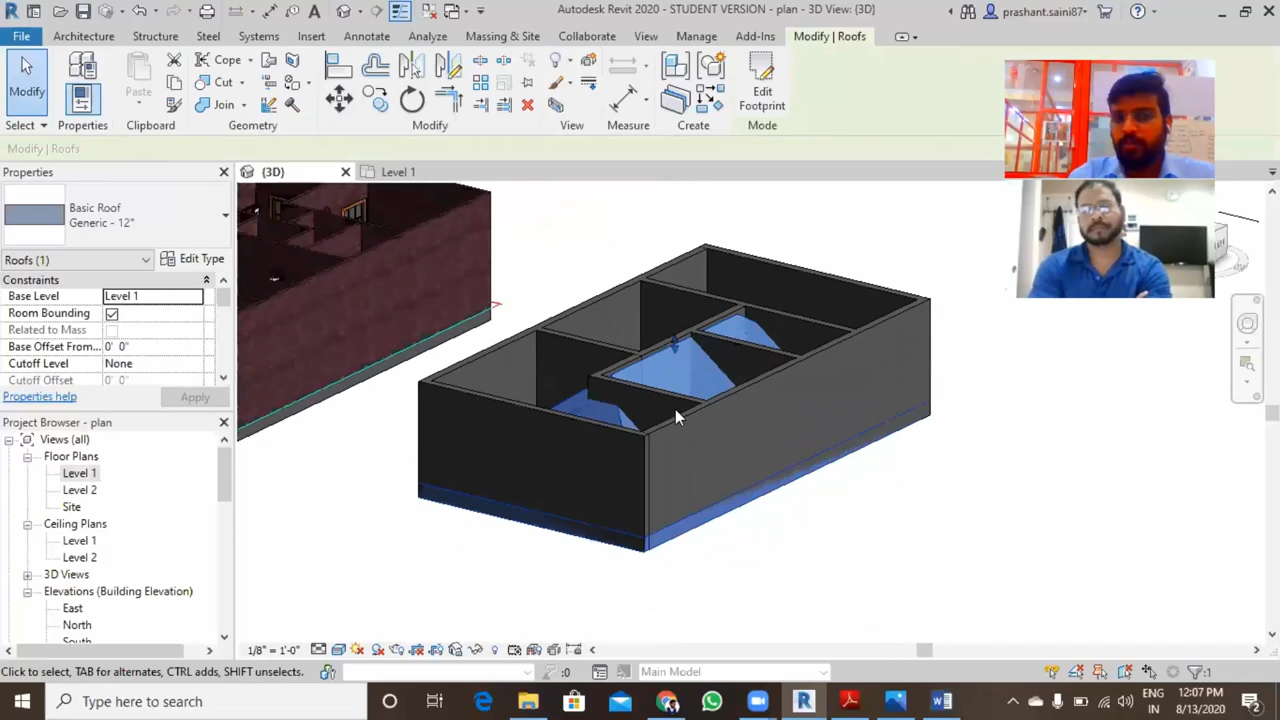 Autodesk Revit 2020 - STUDENT VERSION - plan - 3D View: {3D}
prashant.saini87
File
Architecture
Structure
Steel
Systems
Insert
Annotate
Analyze
Massing & Site
Collaborate
View
Manage
Add-Ins
Modify | Roofs
Modify
Properties
Paste
Cope
Cut
Join
Edit
Footprint
Select
Properties
Clipboard
Geometry
Modify
View
Measure
Create
Mode
Modify | Roofs
Properties
{3D}
Level 1
Basic Roof
Generic - 12"
Roofs (1)
Edit Type
Constraints
Base Level
Level 1
Room Bounding
Related to Mass
Base Offset From...
0' 0"
Cutoff Level
None
Cutoff Offset
0' 0"
Properties help
Apply
Project Browser - plan
Views (all)
Floor Plans
Level 1
Level 2
Site
Ceiling Plans
Level 1
Level 2
3D Views
Elevations (Building Elevation)
East
North
South
1/8" = 1'-0"
Click to select, TAB for alternates, CTRL adds, SHIFT unselects.
:0
Main Model
:1
Type here to search
ENG
IN
12:07 PM
8/13/2020
2